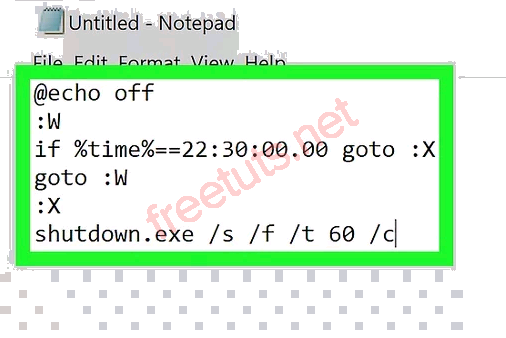 Untitled - Notepad
File Edit Format View Help
@echo off
:W
if %time%==22:30:00.00 goto :X
goto :W
:X
shutdown.exe /s /f /t 60 /c
freetuts.net